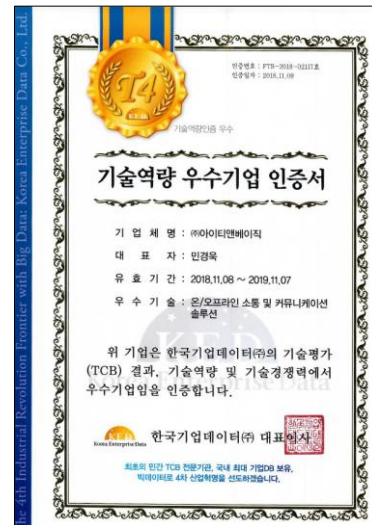 The 4th Industrial Revolution Frontier with Big Data: Korea Enterprise Data Co., Ltd.
인증번호 : FTB-2018-02117호
인증일자 : 2018.11.09
T4
KED
기술역량인증 우수
기술역량 우수기업 인증서
기 업 체 명 : ㈜아이티앤베이직
대 표 자 : 민경욱
유 효 기 간 : 2018.11.08 ~ 2019.11.07
우 수 기 술 : 온/오프라인 소통 및 커뮤니케이션
솔루션
KED
Korea Enterprise Data
위 기업은 한국기업데이터㈜의 기술평가
(TCB) 결과, 기술역량 및 기술경쟁력에서
우수기업임을 인증합니다.
KED
Korea Enterprise Data
한국기업데이터㈜ 대표이사
최초의 민간 TCB 전문기관, 국내 최대 기업DB 보유,
빅데이터로 4차 산업혁명을 선도하겠습니다.